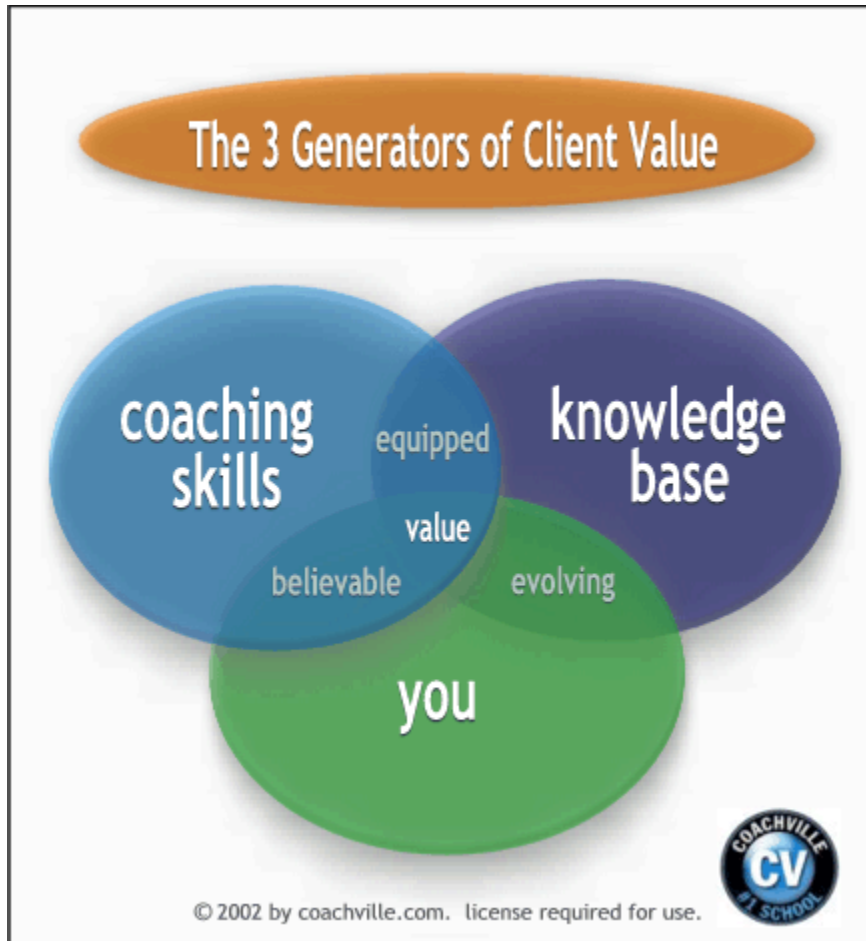 The 3 Generators of Client Value
coaching
skills
knowledge
base
equipped
value
believable
evolving
you
COACHVILLE
CV
#1 SCHOOL
© 2002 by coachville.com. license required for use.